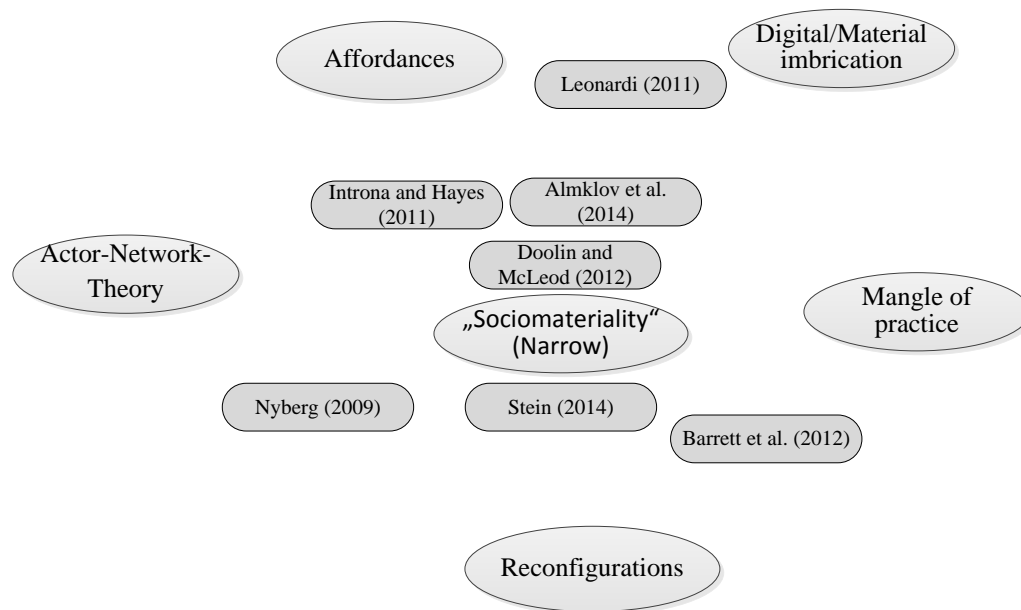 Affordances
Digital/Material
imbrication
Leonardi (2011)
Introna and Hayes
(2011)
Almklov et al.
(2014)
Actor-Network-
Theory
Doolin and
McLeod (2012)
Mangle of
practice
„Sociomateriality“
(Narrow)
Nyberg (2009)
Stein (2014)
Barrett et al. (2012)
Reconfigurations